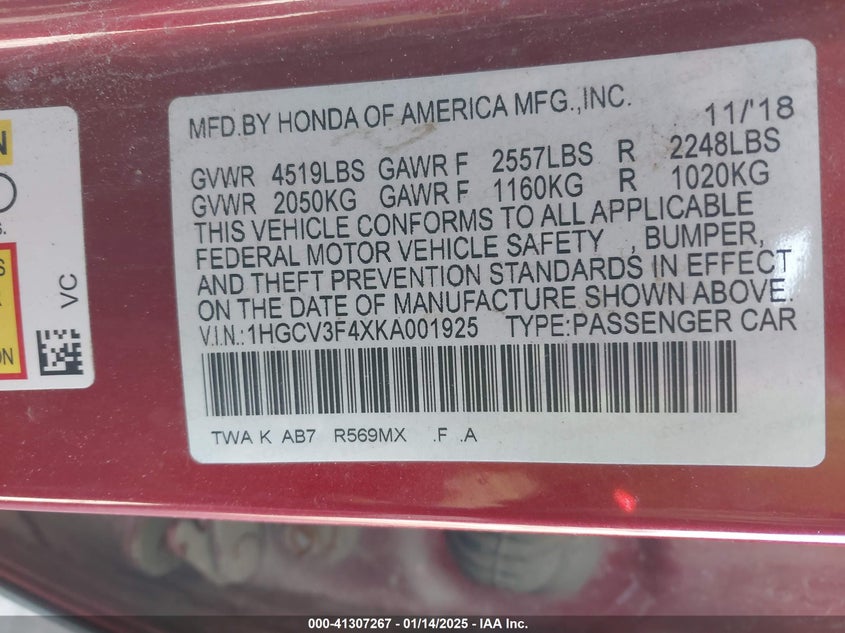 MFD.BY HONDA OF AMERICA MFG.,INC. 11/'18
GVWR 4519LBS GAWR F 2557LBS R 2248LBS
GVWR 2050KG GAWR F 1160KG R 1020KG
THIS VEHICLE CONFORMS TO ALL APPLICABLE
FEDERAL MOTOR VEHICLE SAFETY , BUMPER,
AND THEFT PREVENTION STANDARDS IN EFFECT
ON THE DATE OF MANUFACTURE SHOWN ABOVE.
V.I.N.:1HGCV3F4XKA001925 TYPE:PASSENGER CAR
TWA K AB7 R569MX .F .A
VC
000-41307267 - 01/14/2025 - IAA Inc.